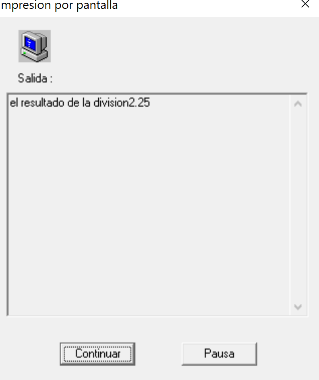 mpresion por pantalla
Salida :
el resultado de la division2.25
Continuar
Pausa